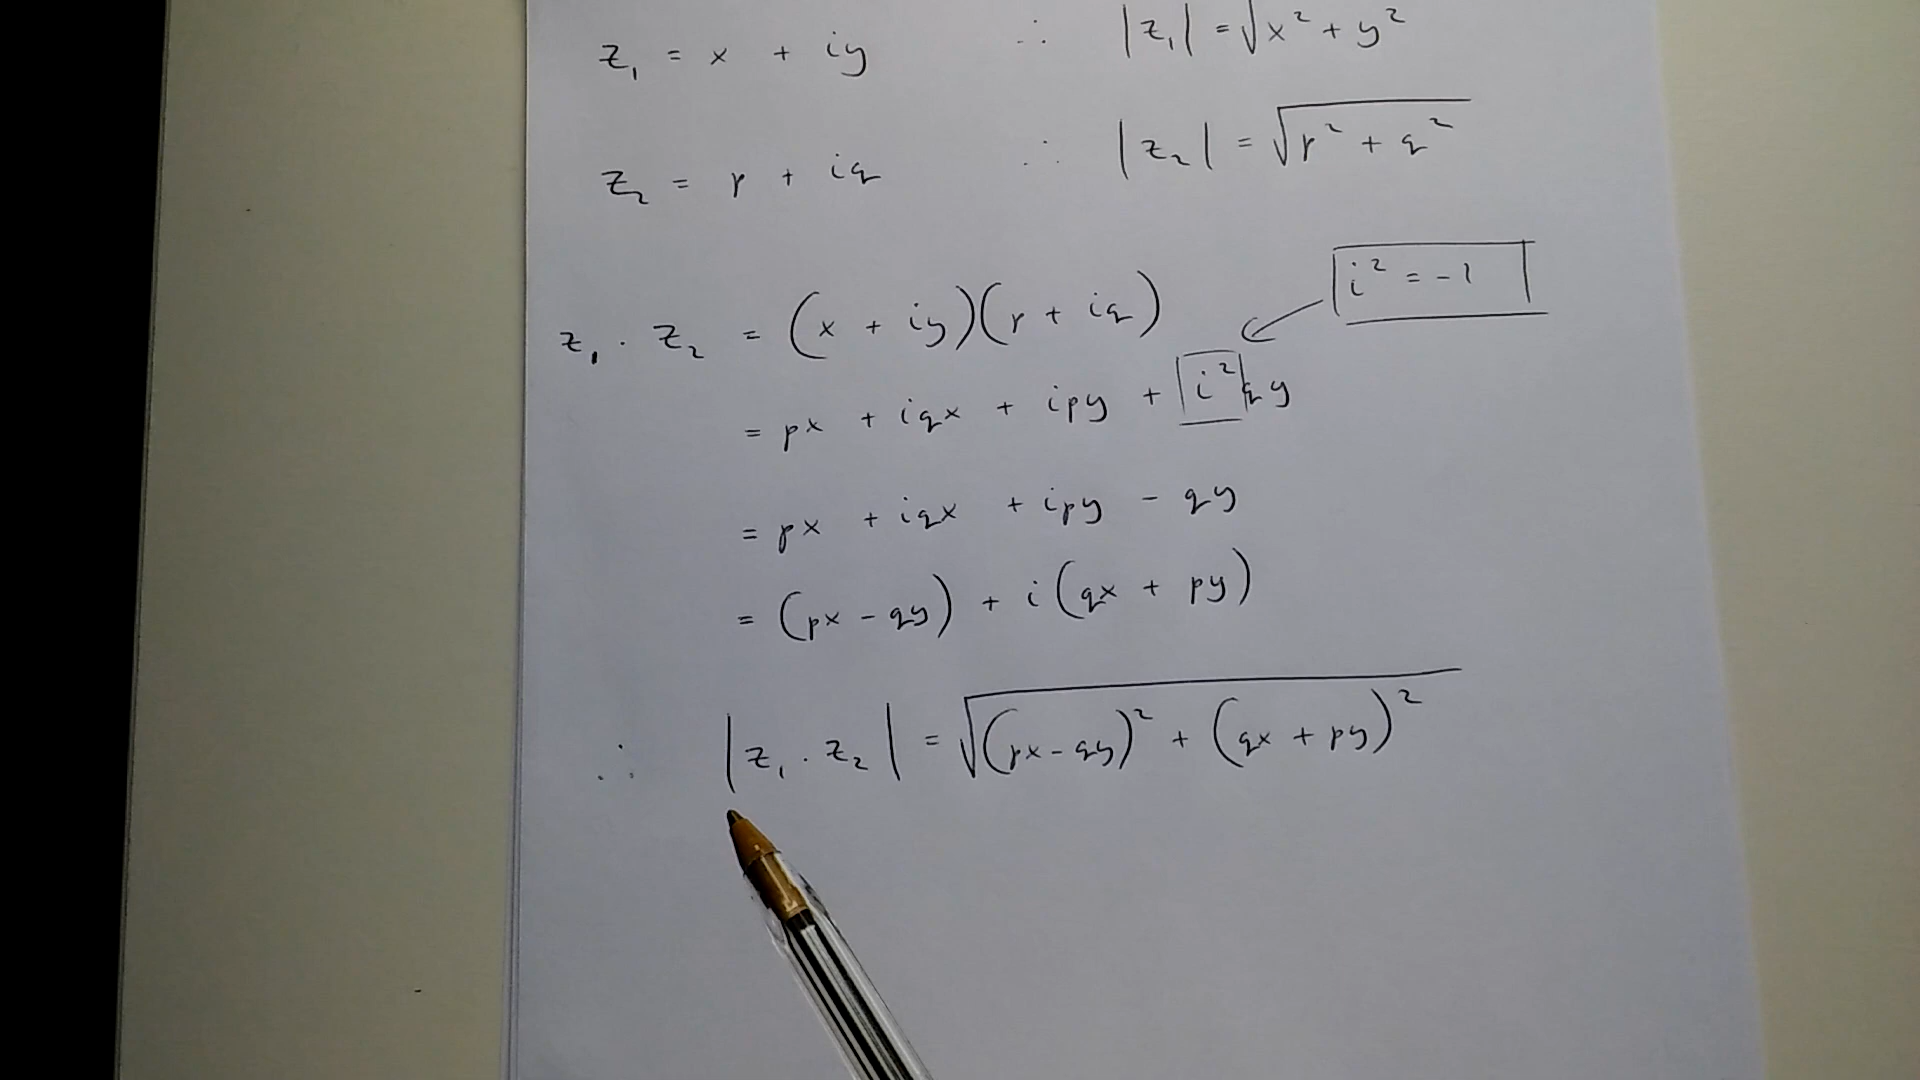 z₁ = x + iy ∴ |z₁| = √x² + y²
z₂ = p + iq ∴ |z₂| = √p² + q²
i² = -1
z₁ · z₂ = (x + iy)(p + iq)
= px + iqx + ipy + i²qy
= px + iqx + ipy - qy
= (px - qy) + i(qx + py)
∴ |z₁ · z₂| = √(px - qy)² + (qx + py)²